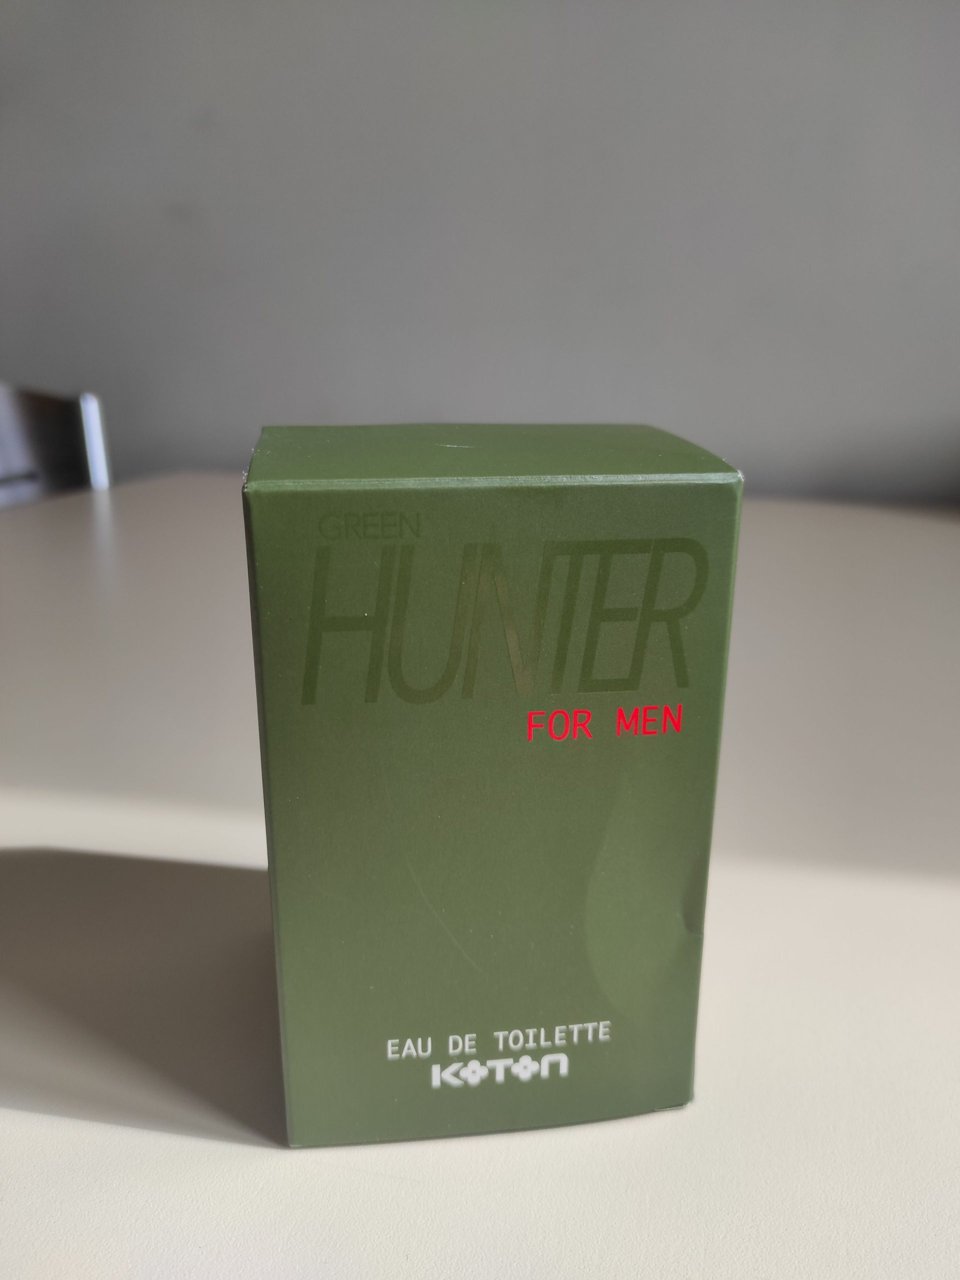 GREEN
HUNTER
FOR MEN
EAU DE TOILETTE
KOTON